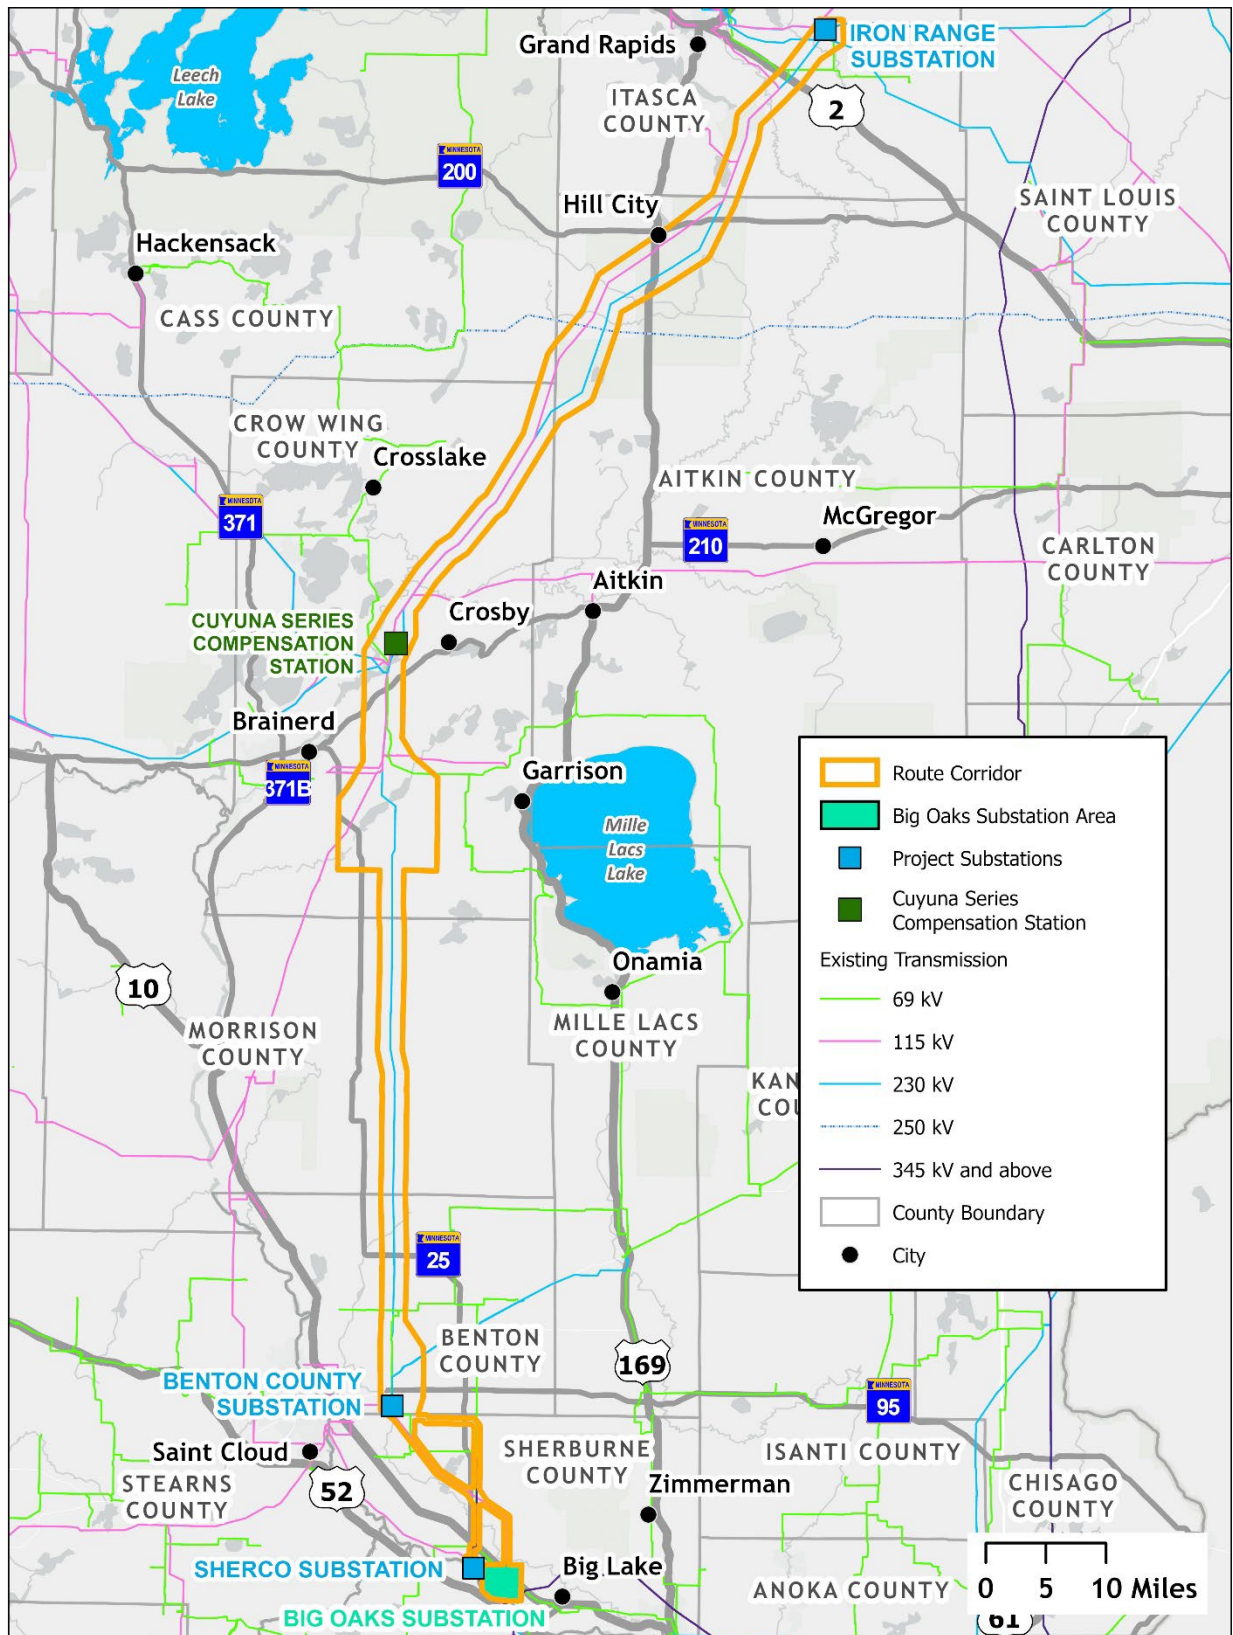 Grand Rapids
IRON RANGE
SUBSTATION
Leech
Lake
ITASCA
COUNTY
2
MINNESOTA
200
Hill City
SAINT LOUIS
COUNTY
Hackensack
CASS COUNTY
CROW WING
COUNTY
Crosslake
AITKIN COUNTY
MINNESOTA
371
McGregor
MINNESOTA
210
CARLTON
COUNTY
Aitkin
Crosby
CUYUNA SERIES
COMPENSATION
STATION
Brainerd
MINNESOTA
371B
Garrison
Mille
Lacs
Lake
Route Corridor
Big Oaks Substation Area
Project Substations
Cuyuna Series
Compensation Station
Existing Transmission
69 kV
115 kV
230 kV
250 kV
345 kV and above
County Boundary
City
Onamia
10
MORRISON
COUNTY
MILLE LACS
COUNTY
KAN
COU
MINNESOTA
25
BENTON
COUNTY
169
BENTON COUNTY
SUBSTATION
MINNESOTA
95
Saint Cloud
SHERBURNE
COUNTY
ISANTI COUNTY
STEARNS
COUNTY
52
Zimmerman
CHISAGO
COUNTY
SHERCO SUBSTATION
Big Lake
ANOKA COUNTY
0 5 10 Miles
BIG OAKS SUBSTATION
61